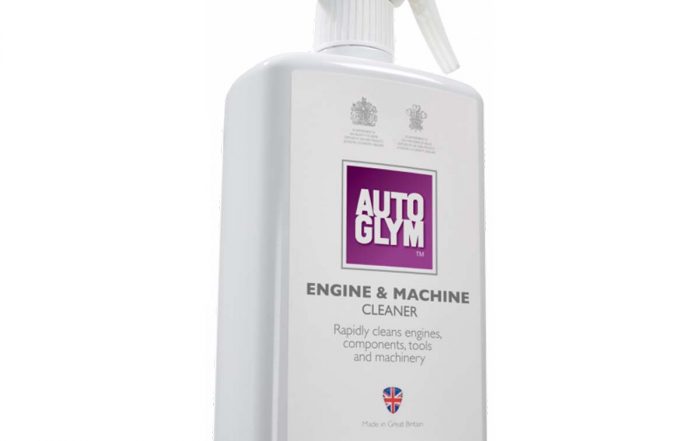 AUTO
GLYM
TM
ENGINE & MACHINE
CLEANER
Rapidly cleans engines,
components, tools
and machinery
Made in Great Britain